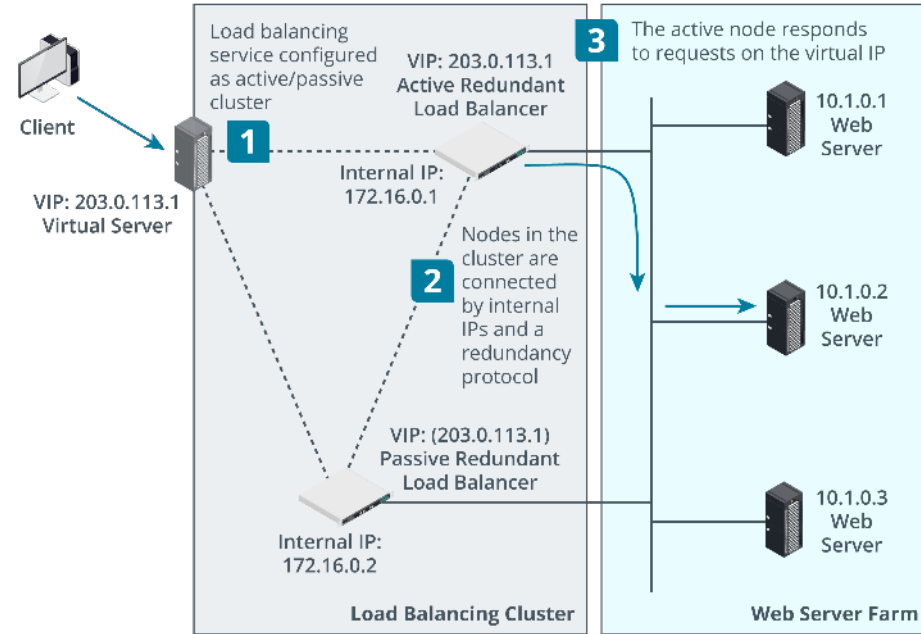 Load balancing
service configured
as active/passive
cluster
1
Client
VIP: 203.0.113.1
Virtual Server
VIP: 203.0.113.1
Active Redundant
Load Balancer
Internal IP:
172.16.0.1
2
Nodes in the
cluster are
connected
by internal
IPs and a
redundancy
protocol
VIP: (203.0.113.1)
Passive Redundant
Load Balancer
Internal IP:
172.16.0.2
Load Balancing Cluster
3
The active node responds
to requests on the virtual IP
10.1.0.1
Web
Server
10.1.0.2
Web
Server
10.1.0.3
Web
Server
Web Server Farm